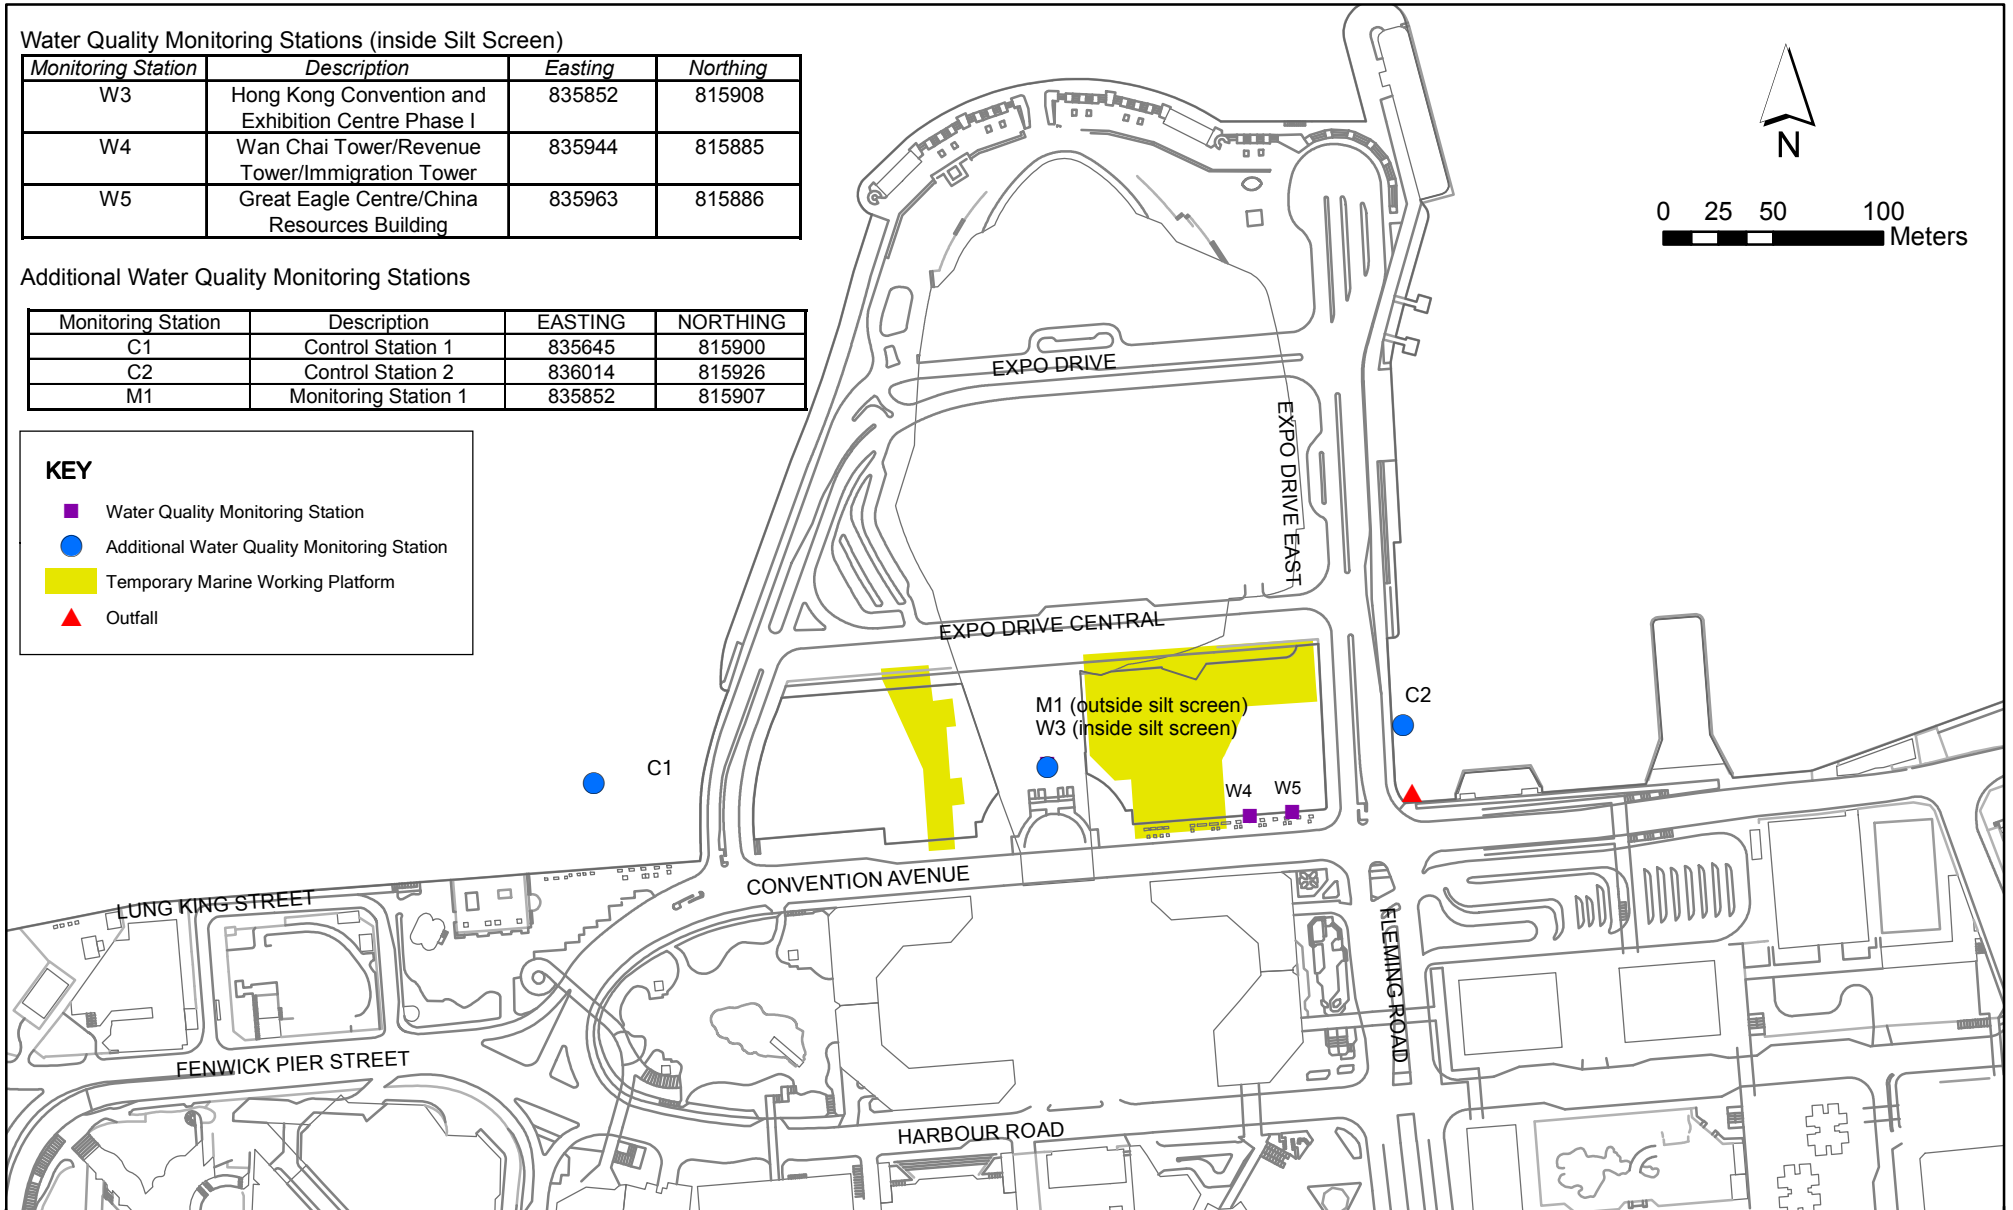 Water Quality Monitoring Stations (inside Silt Screen)
Monitoring Station Description Easting Northing
W3 Hong Kong Convention and Exhibition Centre Phase I 835852 815908
W4 Wan Chai Tower/Revenue Tower/Immigration Tower 835944 815885
W5 Great Eagle Centre/China Resources Building 835963 815886
Additional Water Quality Monitoring Stations
Monitoring Station Description EASTING NORTHING
C1 Control Station 1 835645 815900
C2 Control Station 2 836014 815926
M1 Monitoring Station 1 835852 815907
KEY
Water Quality Monitoring Station
Additional Water Quality Monitoring Station
Temporary Marine Working Platform
Outfall
N
0 25 50 100
Meters
EXPO DRIVE
EXPO DRIVE EAST
EXPO DRIVE CENTRAL
M1 (outside silt screen)
W3 (inside silt screen)
C2
C1
W4 W5
CONVENTION AVENUE
LUNG KING STREET
FLEMING ROAD
FENWICK PIER STREET
HARBOUR ROAD